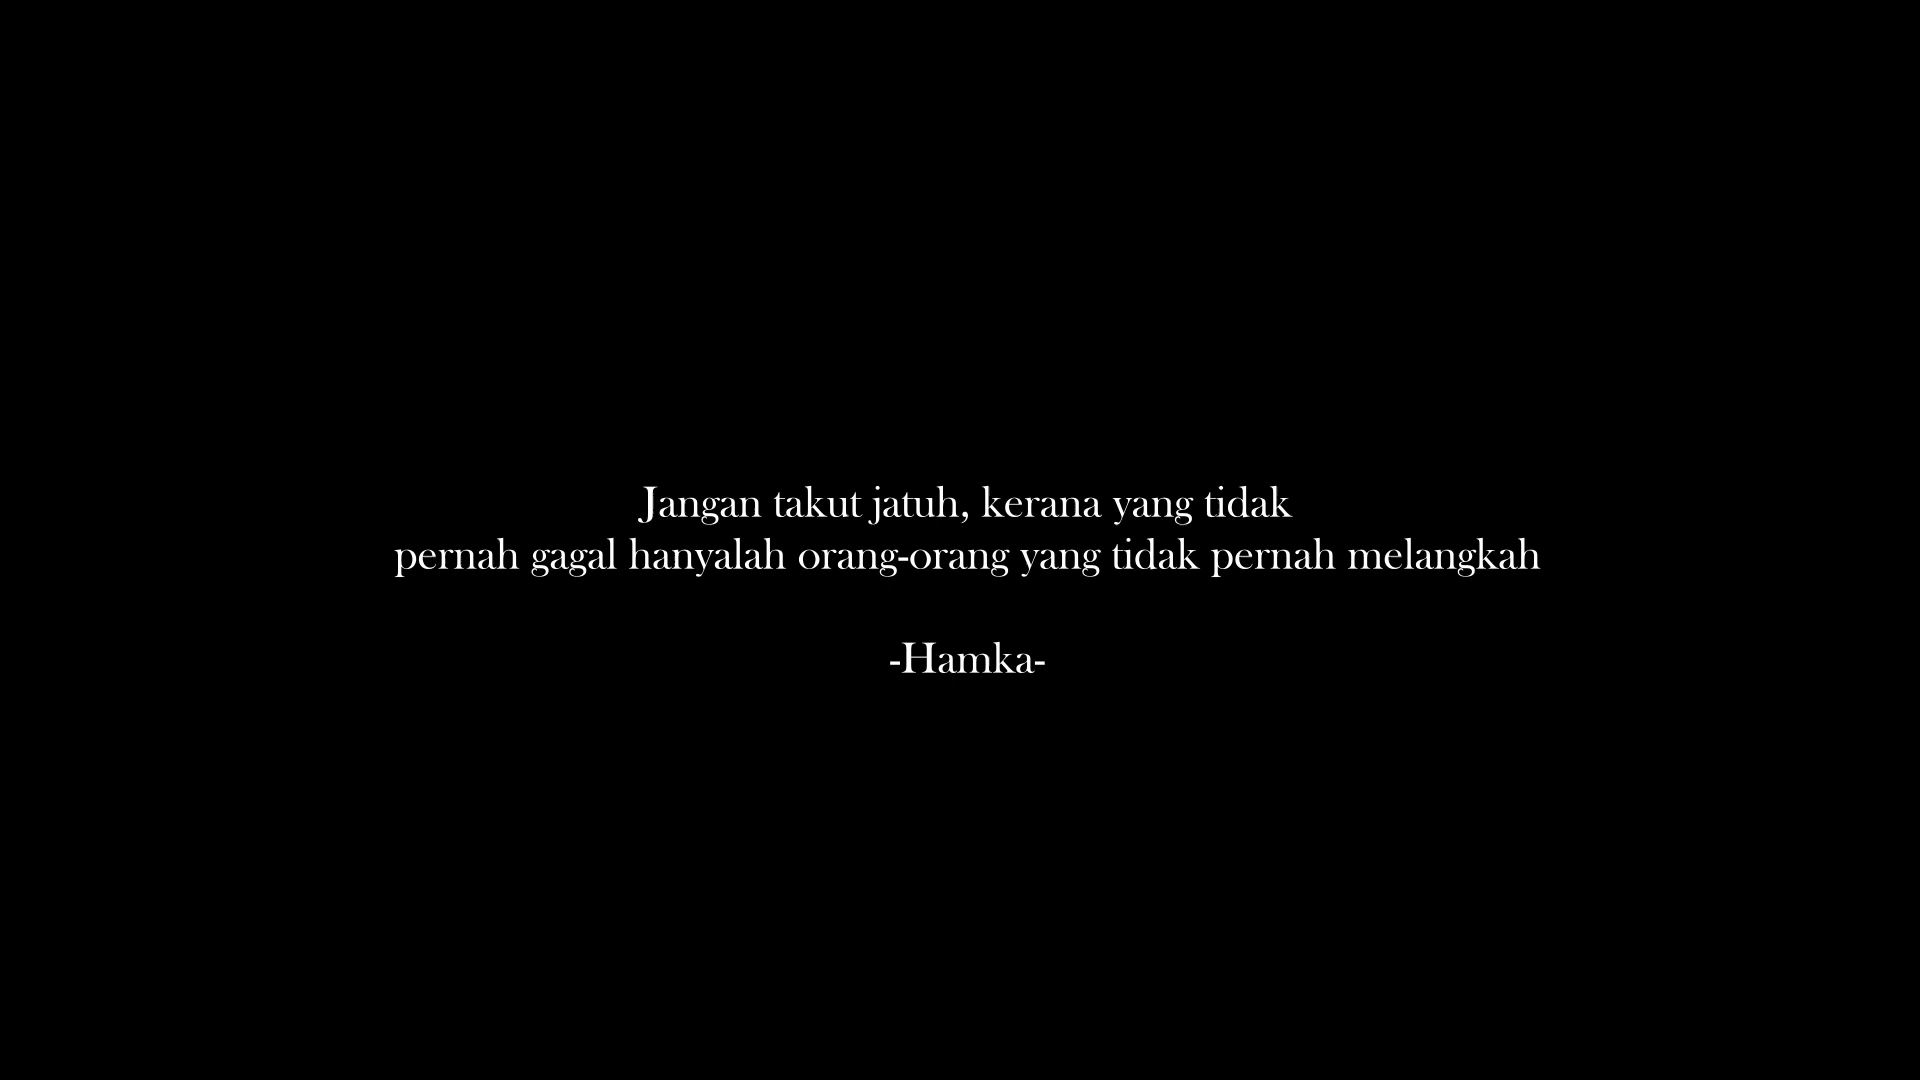 Jangan takut jatuh, kerana yang tidak
pernah gagal hanyalah orang-orang yang tidak pernah melangkah
-Hamka-